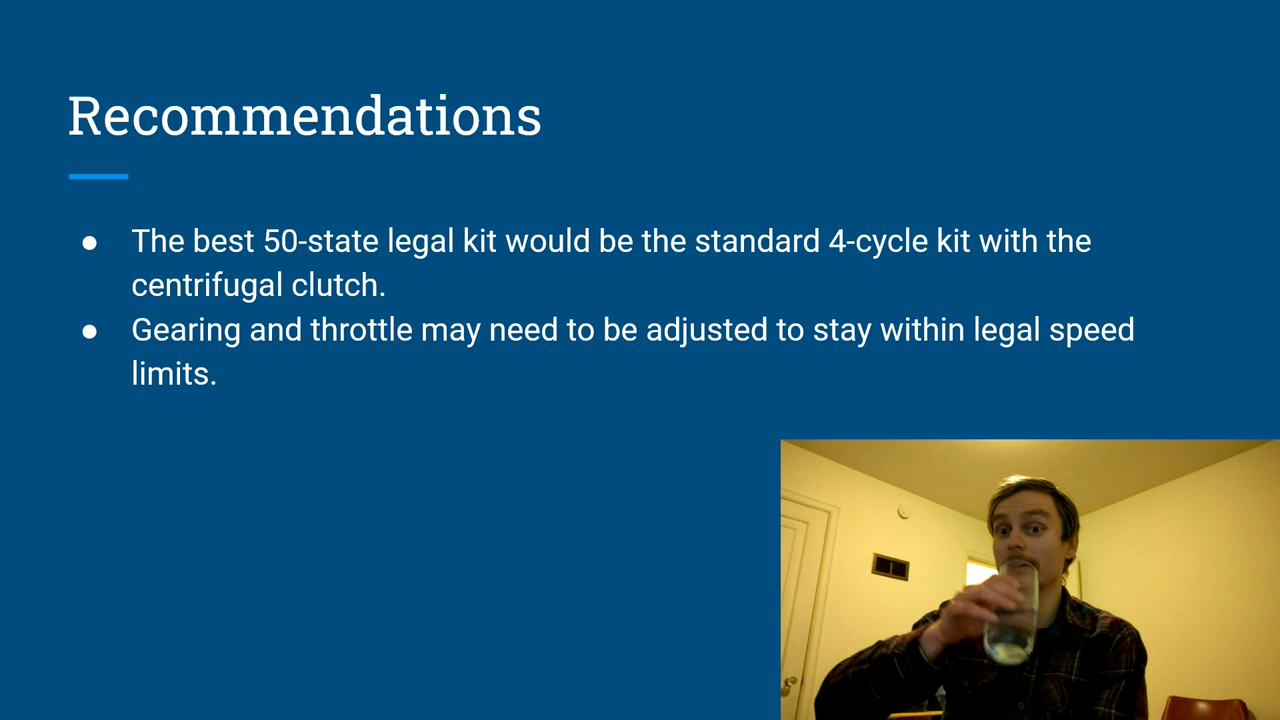 Recommendations
● The best 50-state legal kit would be the standard 4-cycle kit with the
centrifugal clutch.
● Gearing and throttle may need to be adjusted to stay within legal speed
limits.